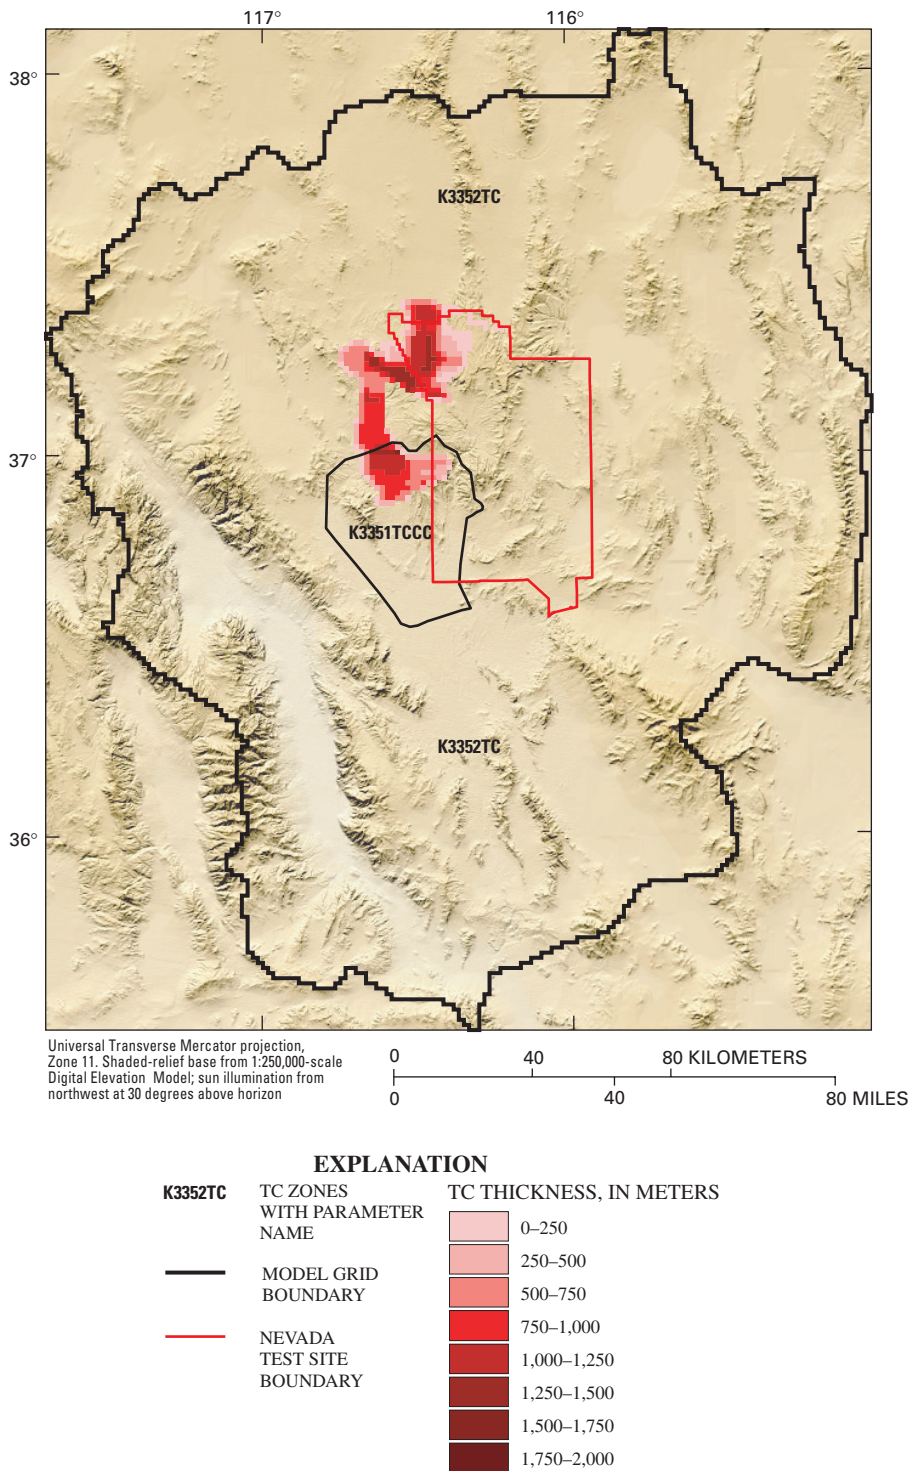 117°
116°
38°
K3352TC
37°
K3351TCCC
K3352TC
36°
Universal Transverse Mercator projection,
Zone 11. Shaded-relief base from 1:250,000-scale
Digital Elevation Model; sun illumination from
northwest at 30 degrees above horizon
0
40
80 KILOMETERS
0
40
80 MILES
EXPLANATION
K3352TC
TC ZONES
WITH PARAMETER
NAME
MODEL GRID
BOUNDARY
NEVADA
TEST SITE
BOUNDARY
TC THICKNESS, IN METERS
0–250
250–500
500–750
750–1,000
1,000–1,250
1,250–1,500
1,500–1,750
1,750–2,000